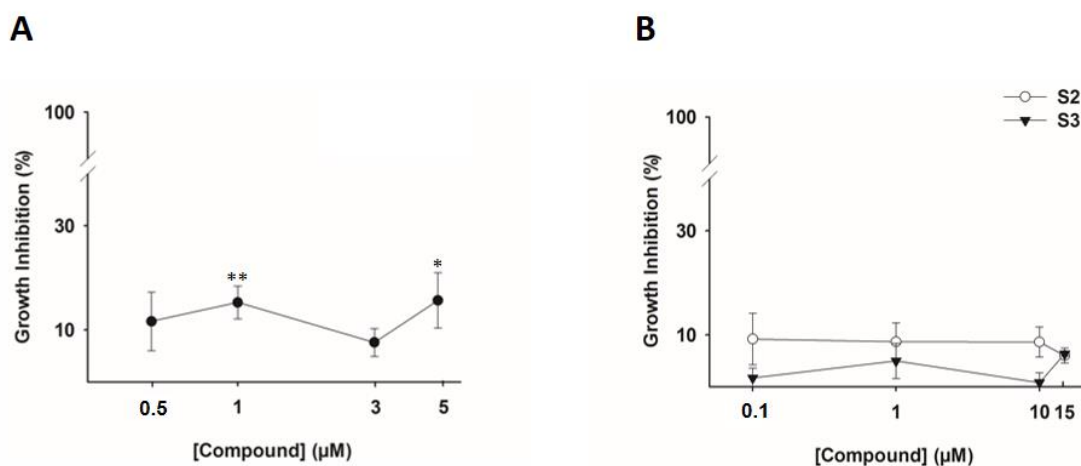 A
100
30
10
Growth Inhibition (%)
**
*
0.5 1 3 5
[Compound] (µM)
B
S2
S3
100
30
10
Growth Inhibition (%)
0.1 1 10 15
[Compound] (µM)